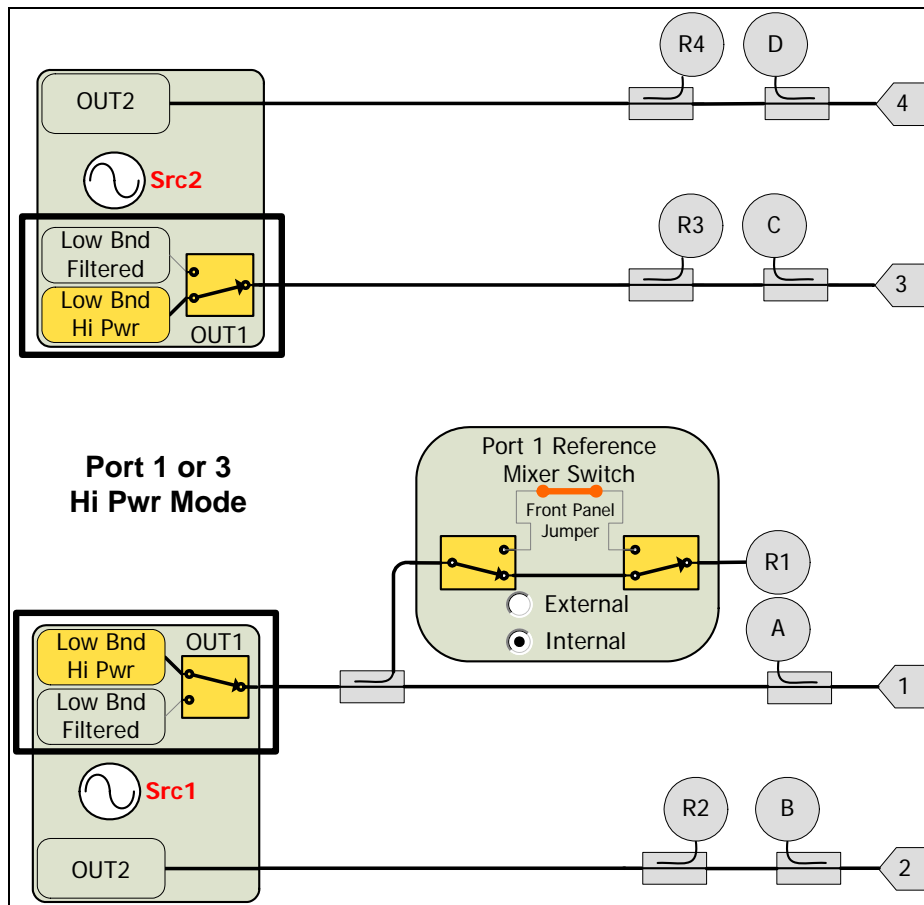 R4
D
OUT2
4
Src2
Low Bnd
Filtered
R3
C
3
Low Bnd
Hi Pwr
OUT1
Port 1 or 3
Hi Pwr Mode
Port 1 Reference
Mixer Switch
Front Panel
Jumper
R1
External
Internal
A
Low Bnd
Hi Pwr
OUT1
1
Low Bnd
Filtered
Src1
R2
B
OUT2
2